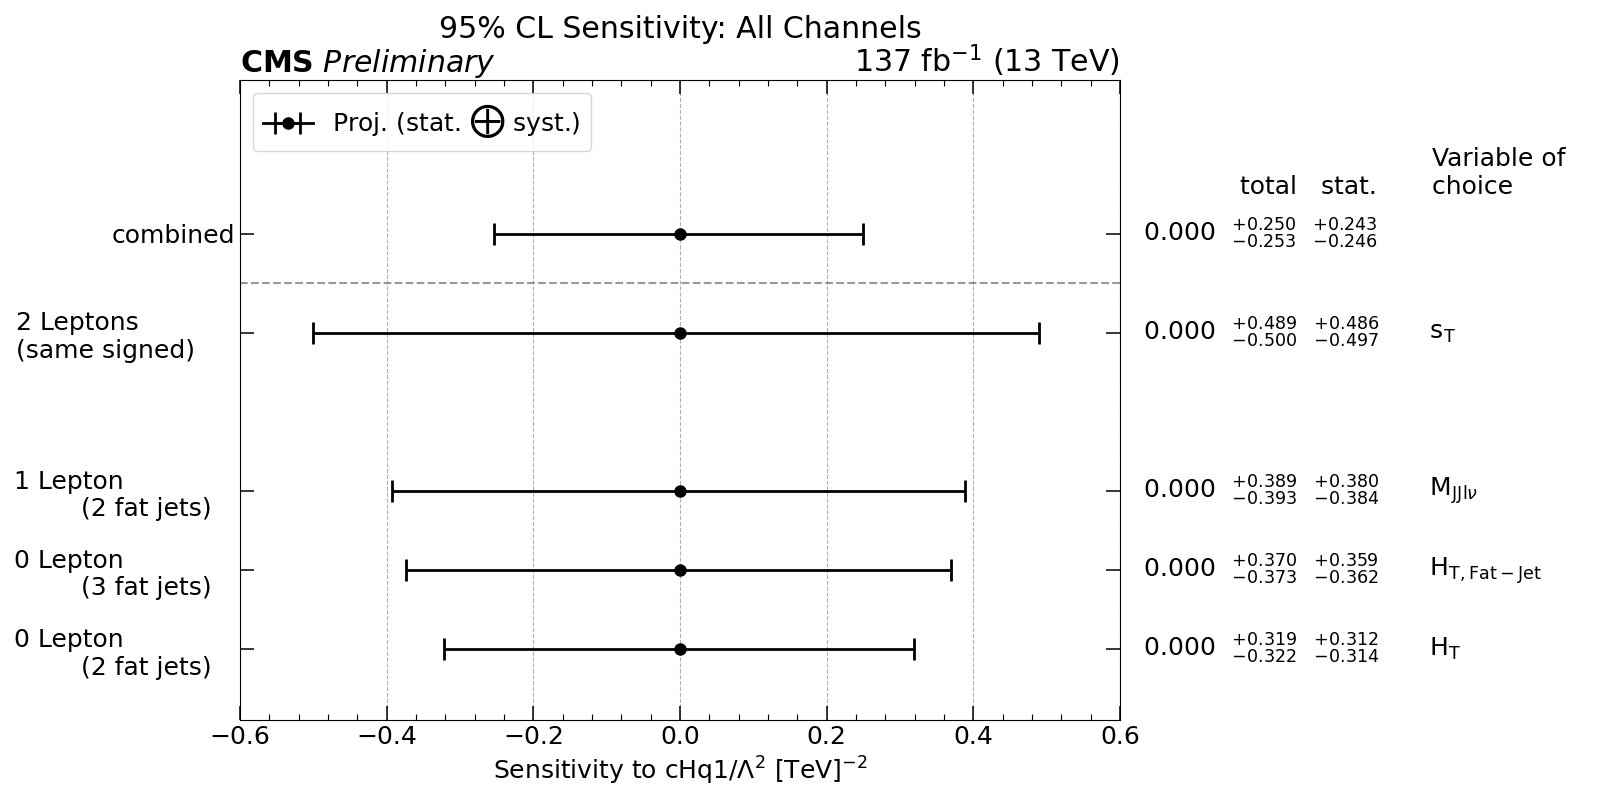 95% CL Sensitivity: All Channels
CMS Preliminary 137 fb⁻¹ (13 TeV)
Proj. (stat. ⊕ syst.)
total stat. Variable of
choice
combined 0.000 +0.250 −0.253 +0.243 −0.246
2 Leptons
(same signed) 0.000 +0.489 −0.500 +0.486 −0.497 s_T
1 Lepton
(2 fat jets) 0.000 +0.389 −0.393 +0.380 −0.384 M_JJlν
0 Lepton
(3 fat jets) 0.000 +0.370 −0.373 +0.359 −0.362 H_T, Fat − Jet
0 Lepton
(2 fat jets) 0.000 +0.319 −0.322 +0.312 −0.314 H_T
−0.6 −0.4 −0.2 0.0 0.2 0.4 0.6
Sensitivity to cHq1/Λ² [TeV]⁻²